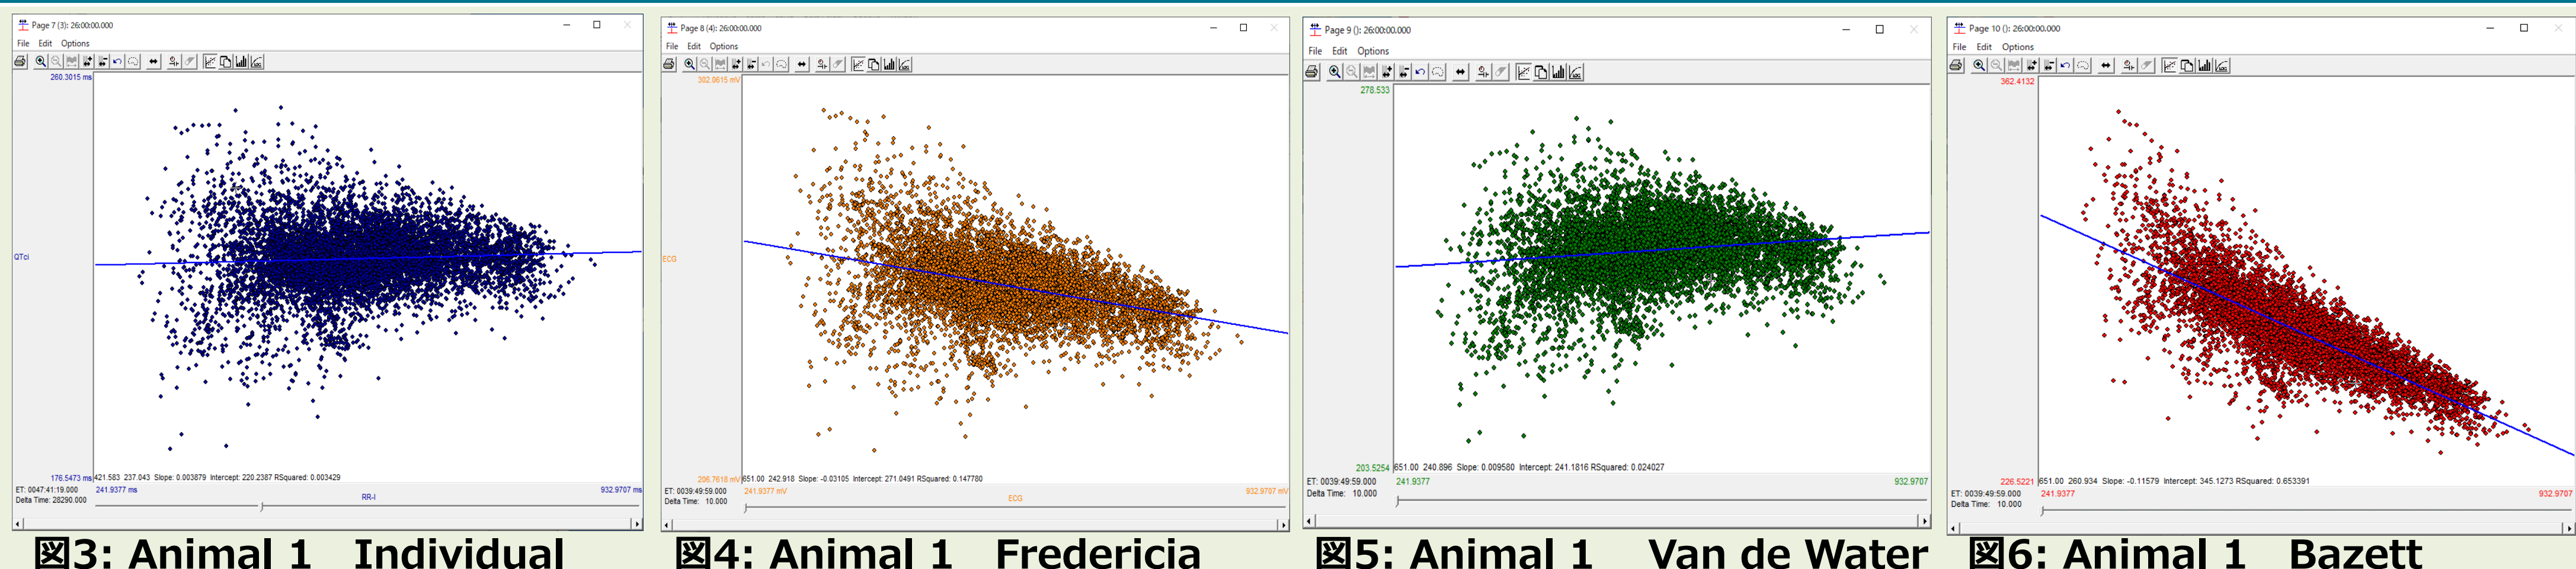 Page 7 (3): 26:00:00.000
File Edit Options
260.3015 ms
QTci
176.5473 ms
421.583 237.043 Slope: 0.003879 Intercept: 220.2387 RSquared: 0.003429
ET: 0047:41:19.000
Delta Time: 28290.000
241.9377 ms
RR-I
932.9707 ms
図3: Animal 1 Individual
Page 8 (4): 26:00:00.000
File Edit Options
302.0615 mV
ECG
206.7618 mV
651.00 242.918 Slope: -0.03105 Intercept: 271.0491 RSquared: 0.147780
ET: 0039:49:59.000
Delta Time: 10.000
241.9377 mV
ECG
932.9707 mV
図4: Animal 1 Fredericia
Page 9 (): 26:00:00.000
File Edit Options
278.533
203.5254
651.00 240.896 Slope: 0.009580 Intercept: 241.1816 RSquared: 0.024027
ET: 0039:49:59.000
Delta Time: 10.000
241.9377
932.9707
図5: Animal 1 Van de Water
Page 10 (): 26:00:00.000
File Edit Options
362.4132
226.5221
651.00 260.934 Slope: -0.11579 Intercept: 345.1273 RSquared: 0.653391
ET: 0039:49:59.000
Delta Time: 10.000
241.9377
932.9707
図6: Animal 1 Bazett